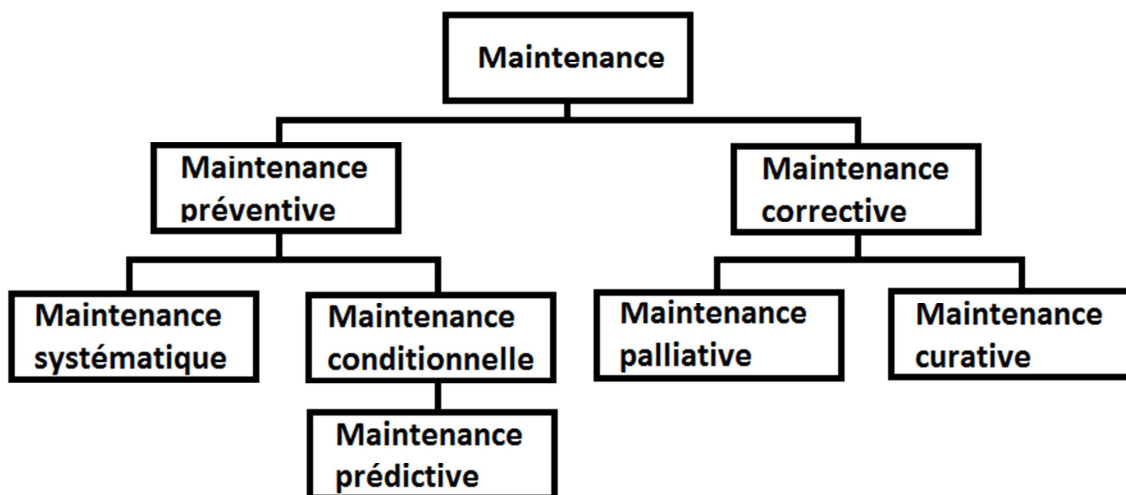 Maintenance
Maintenance
préventive
Maintenance
corrective
Maintenance
systématique
Maintenance
conditionnelle
Maintenance
palliative
Maintenance
curative
Maintenance
prédictive